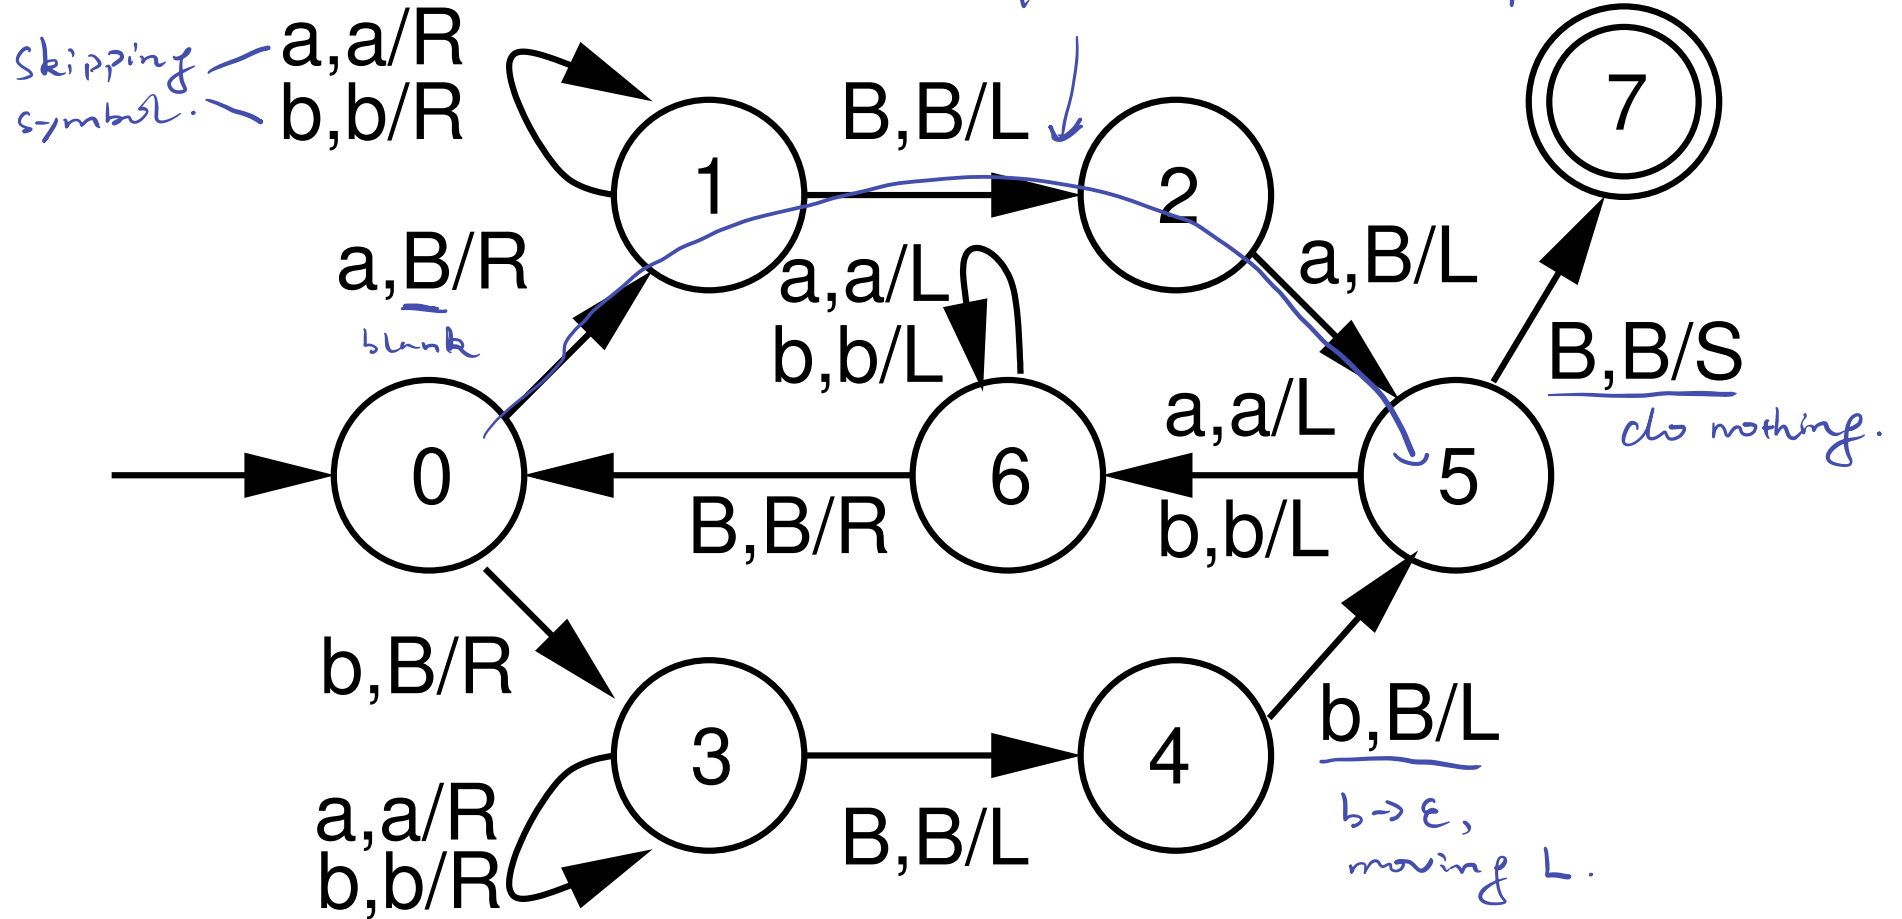 a,a/R
Skipping
b,b/R
symbol.
B,B/L
7
1
2
a,B/R
blank
a,a/L
b,b/L
a,B/L
B,B/S
do nothing.
a,a/L
0
6
5
B,B/R
b,b/L
b,B/R
3
4
b,B/L
b→ε,
moving L.
a,a/R
b,b/R
B,B/L